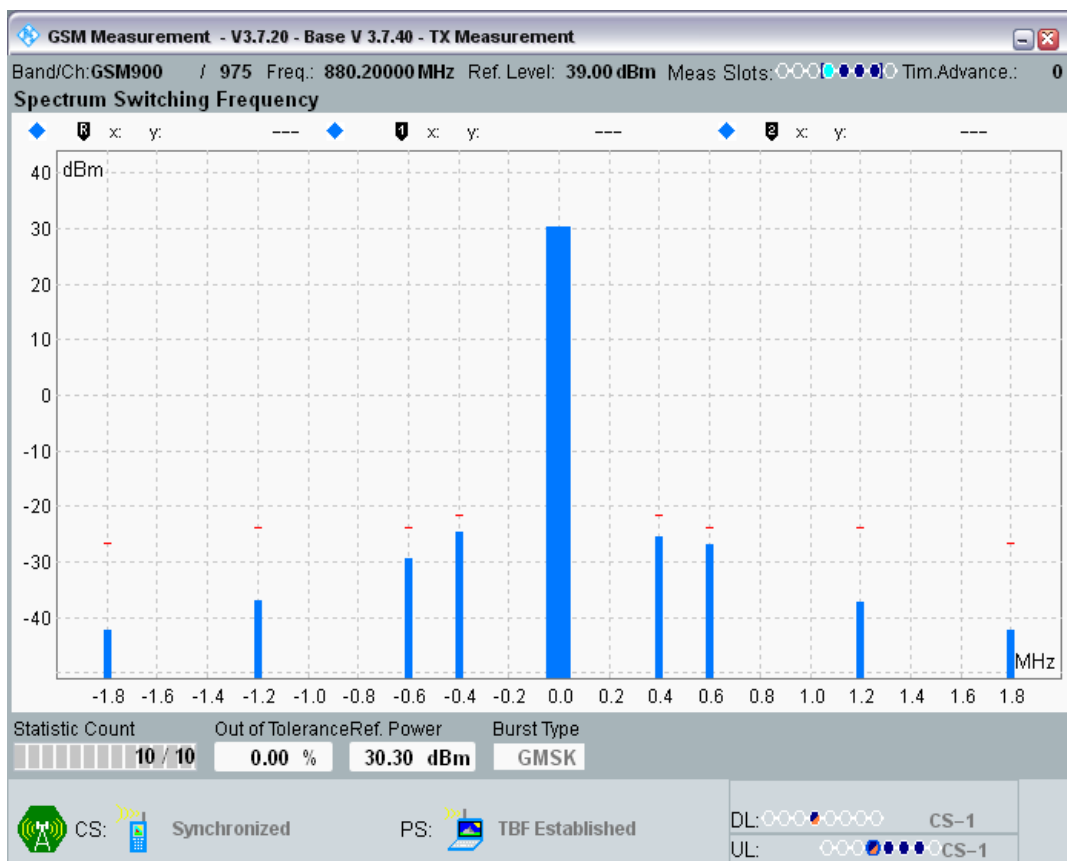 GSM Measurement - V3.7.20 - Base V 3.7.40 - TX Measurement
Band/Ch:GSM900 / 975 Freq.: 880.20000 MHz Ref. Level: 39.00 dBm Meas Slots: Tim.Advance.: 0
Spectrum Switching Frequency
R x: y: --- 1 x: y: --- 2 x: y: ---
dBm
40
30
20
10
0
-10
-20
-30
-40
MHz
-1.8 -1.6 -1.4 -1.2 -1.0 -0.8 -0.6 -0.4 -0.2 0.0 0.2 0.4 0.6 0.8 1.0 1.2 1.4 1.6 1.8
Statistic Count Out of Tolerance Ref. Power Burst Type
10 / 10 0.00 % 30.30 dBm GMSK
CS: Synchronized PS: TBF Established
DL: CS-1
UL: CS-1